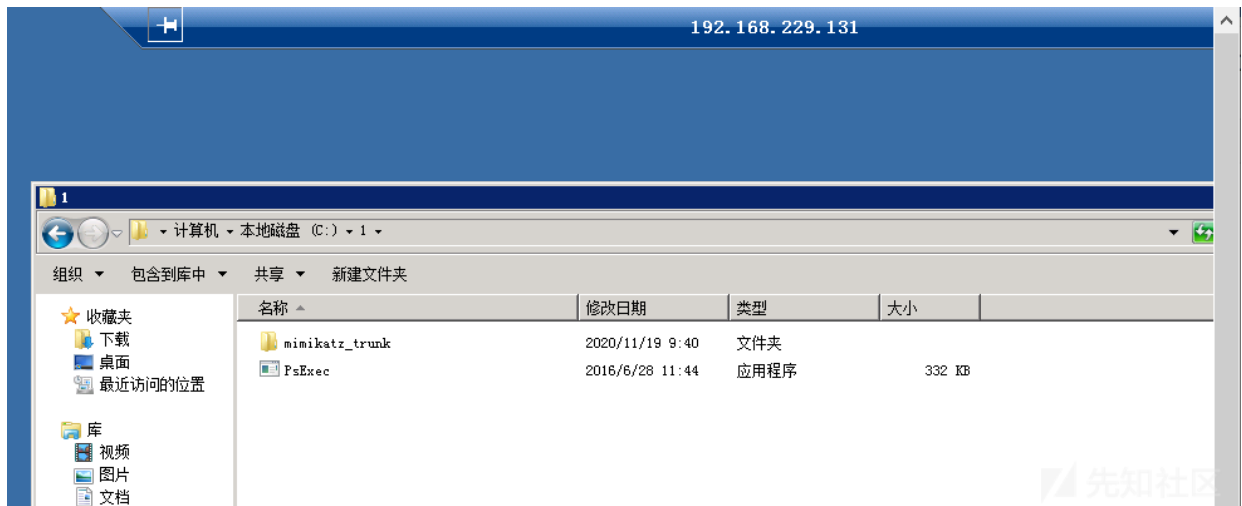 192.168.229.131
1
计算机 本地磁盘 (C:) 1
组织 包含到库中 共享 新建文件夹
名称 修改日期 类型 大小
收藏夹
下载
桌面
最近访问的位置
库
视频
图片
文档
mimikatz_trunk 2020/11/19 9:40 文件夹
PsExec 2016/6/28 11:44 应用程序 332 KB
先知社区